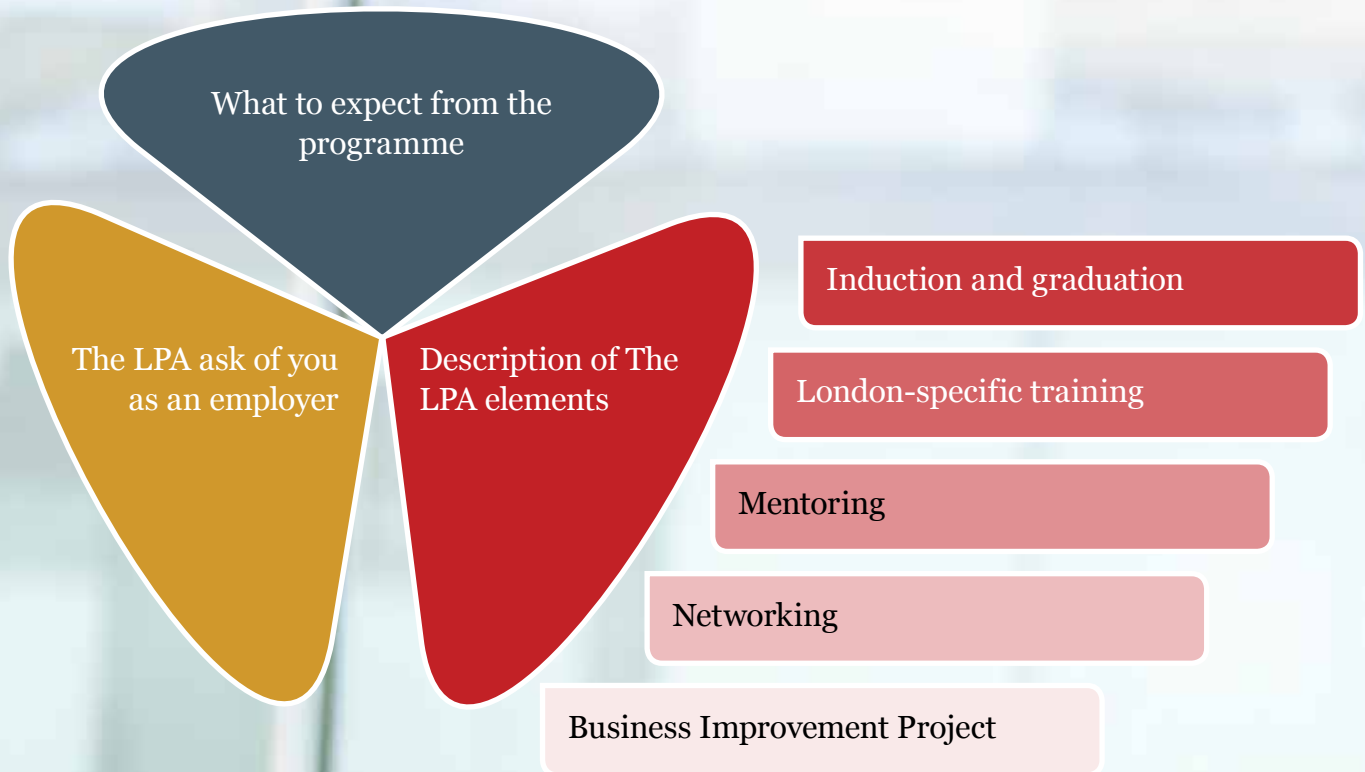 What to expect from the
programme
The LPA ask of you
as an employer
Description of The
LPA elements
Induction and graduation
London-specific training
Mentoring
Networking
Business Improvement Project